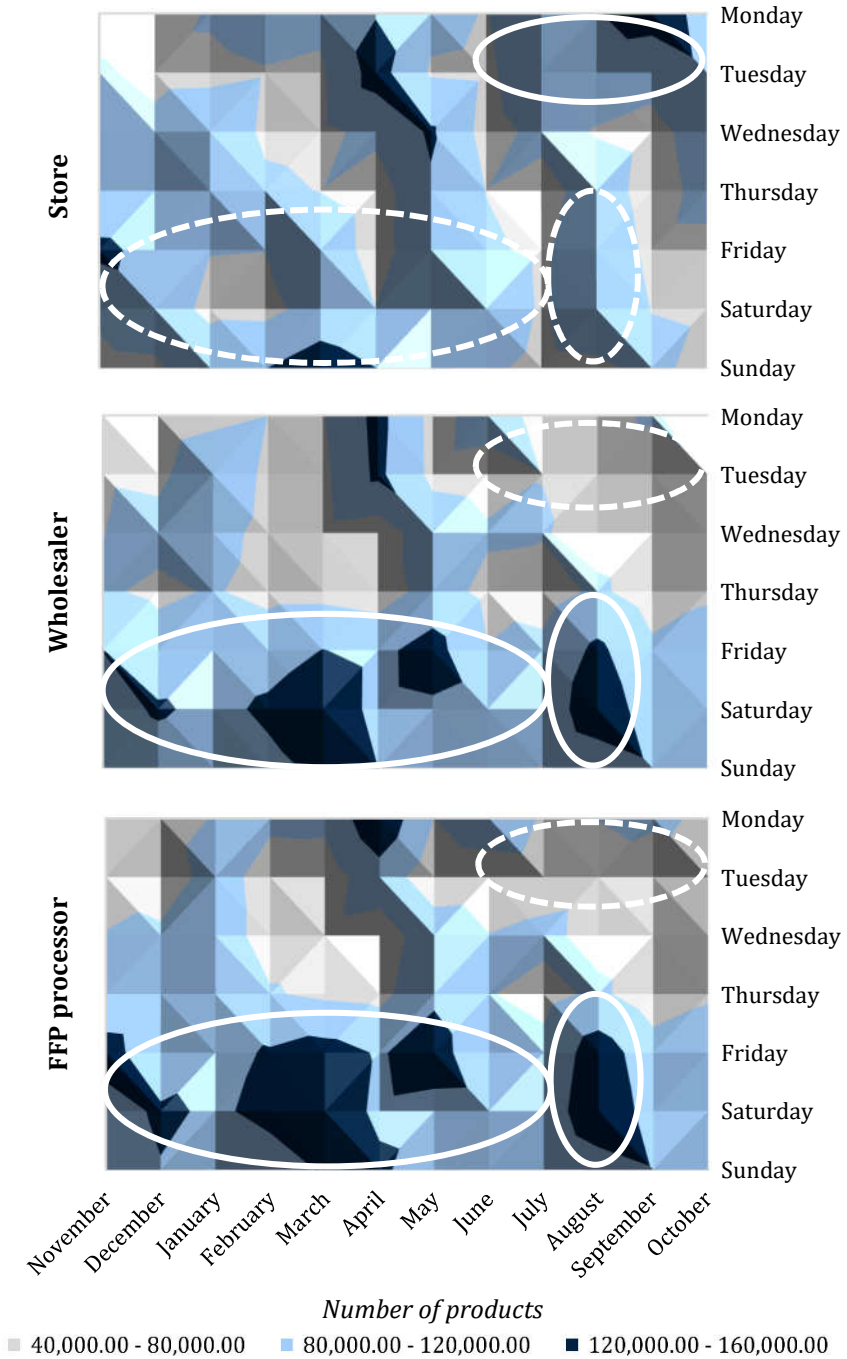 Store
Monday
Tuesday
Wednesday
Thursday
Friday
Saturday
Sunday
Wholesaler
Monday
Tuesday
Wednesday
Thursday
Friday
Saturday
Sunday
FFP processor
Monday
Tuesday
Wednesday
Thursday
Friday
Saturday
Sunday
November
December
January
February
March
April
May
June
July
August
September
October
Number of products
40,000.00 - 80,000.00
80,000.00 - 120,000.00
120,000.00 - 160,000.00